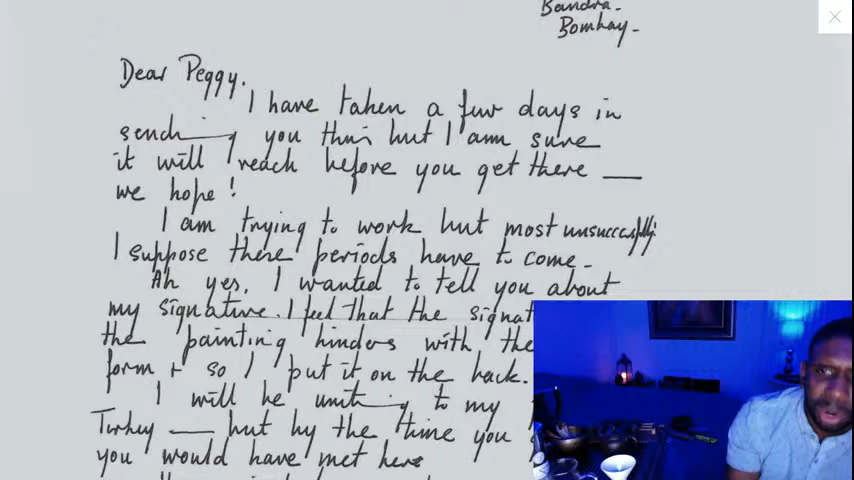 Bandra-
Bombay-
Dear Peggy.
I have taken a few days in
sending you this but I am sure
it will reach before you get there —
we hope!
I am trying to work but most unsuccessfully.
I suppose these periods have to come-
Ah yes, I wanted to tell you about
my signature. I feel that the signat
the painting hinders with the
form & so I put it on the back.
I will be writing to my
Turkey — but by the time you
you would have met here